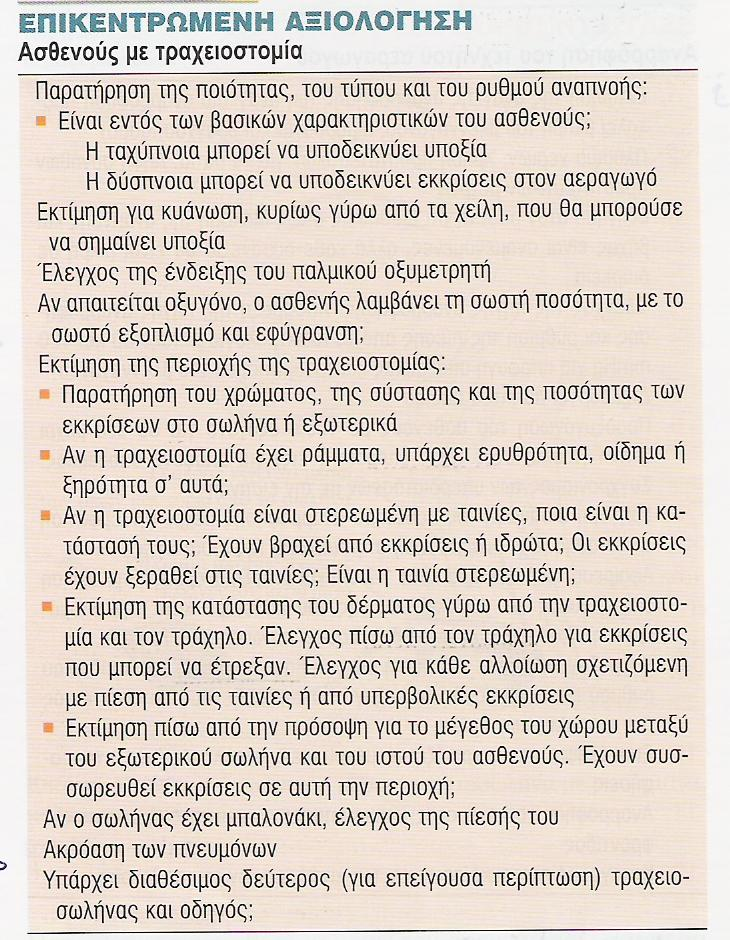 ΕΠΙΚΕΝΤΡΩΜΕΝΗ ΑΞΙΟΛΟΓΗΣΗ
Ασθενούς με τραχειοστομία
Παρατήρηση της ποιότητας, του τύπου και του ρυθμού αναπνοής:
▪ Είναι εντός των βασικών χαρακτηριστικών του ασθενούς;
Η ταχύπνοια μπορεί να υποδεικνύει υποξία
Η δύσπνοια μπορεί να υποδεικνύει εκκρίσεις στον αεραγωγό
Εκτίμηση για κυάνωση, κυρίως γύρω από τα χείλη, που θα μπορούσε
να σημαίνει υποξία
Έλεγχος της ένδειξης του παλμικού οξυμετρητή
Αν απαιτείται οξυγόνο, ο ασθενής λαμβάνει τη σωστή ποσότητα, με το
σωστό εξοπλισμό και εφύγρανση;
Εκτίμηση της περιοχής της τραχειοστομίας:
▪ Παρατήρηση του χρώματος, της σύστασης και της ποσότητας των
εκκρίσεων στο σωλήνα ή εξωτερικά
▪ Αν η τραχειοστομία έχει ράμματα, υπάρχει ερυθρότητα, οίδημα ή
ξηρότητα σ' αυτά;
▪ Αν η τραχειοστομία είναι στερεωμένη με ταινίες, ποια είναι η κα-
τάστασή τους; Έχουν βραχεί από εκκρίσεις ή ιδρώτα; Οι εκκρίσεις
έχουν ξεραθεί στις ταινίες; Είναι η ταινία στερεωμένη;
▪ Εκτίμηση της κατάστασης του δέρματος γύρω από την τραχειοστο-
μία και τον τράχηλο. Έλεγχος πίσω από τον τράχηλο για εκκρίσεις
που μπορεί να έτρεξαν. Έλεγχος για κάθε αλλοίωση σχετιζόμενη
με πίεση από τις ταινίες ή από υπερβολικές εκκρίσεις
▪ Εκτίμηση πίσω από την πρόσοψη για το μέγεθος του χώρου μεταξύ
του εξωτερικού σωλήνα και του ιστού του ασθενούς. Έχουν συσ-
σωρευθεί εκκρίσεις σε αυτή την περιοχή;
Αν ο σωλήνας έχει μπαλονάκι, έλεγχος της πίεσής του
Ακρόαση των πνευμόνων
Υπάρχει διαθέσιμος δεύτερος (για επείγουσα περίπτωση) τραχειο-
σωλήνας και οδηγός;